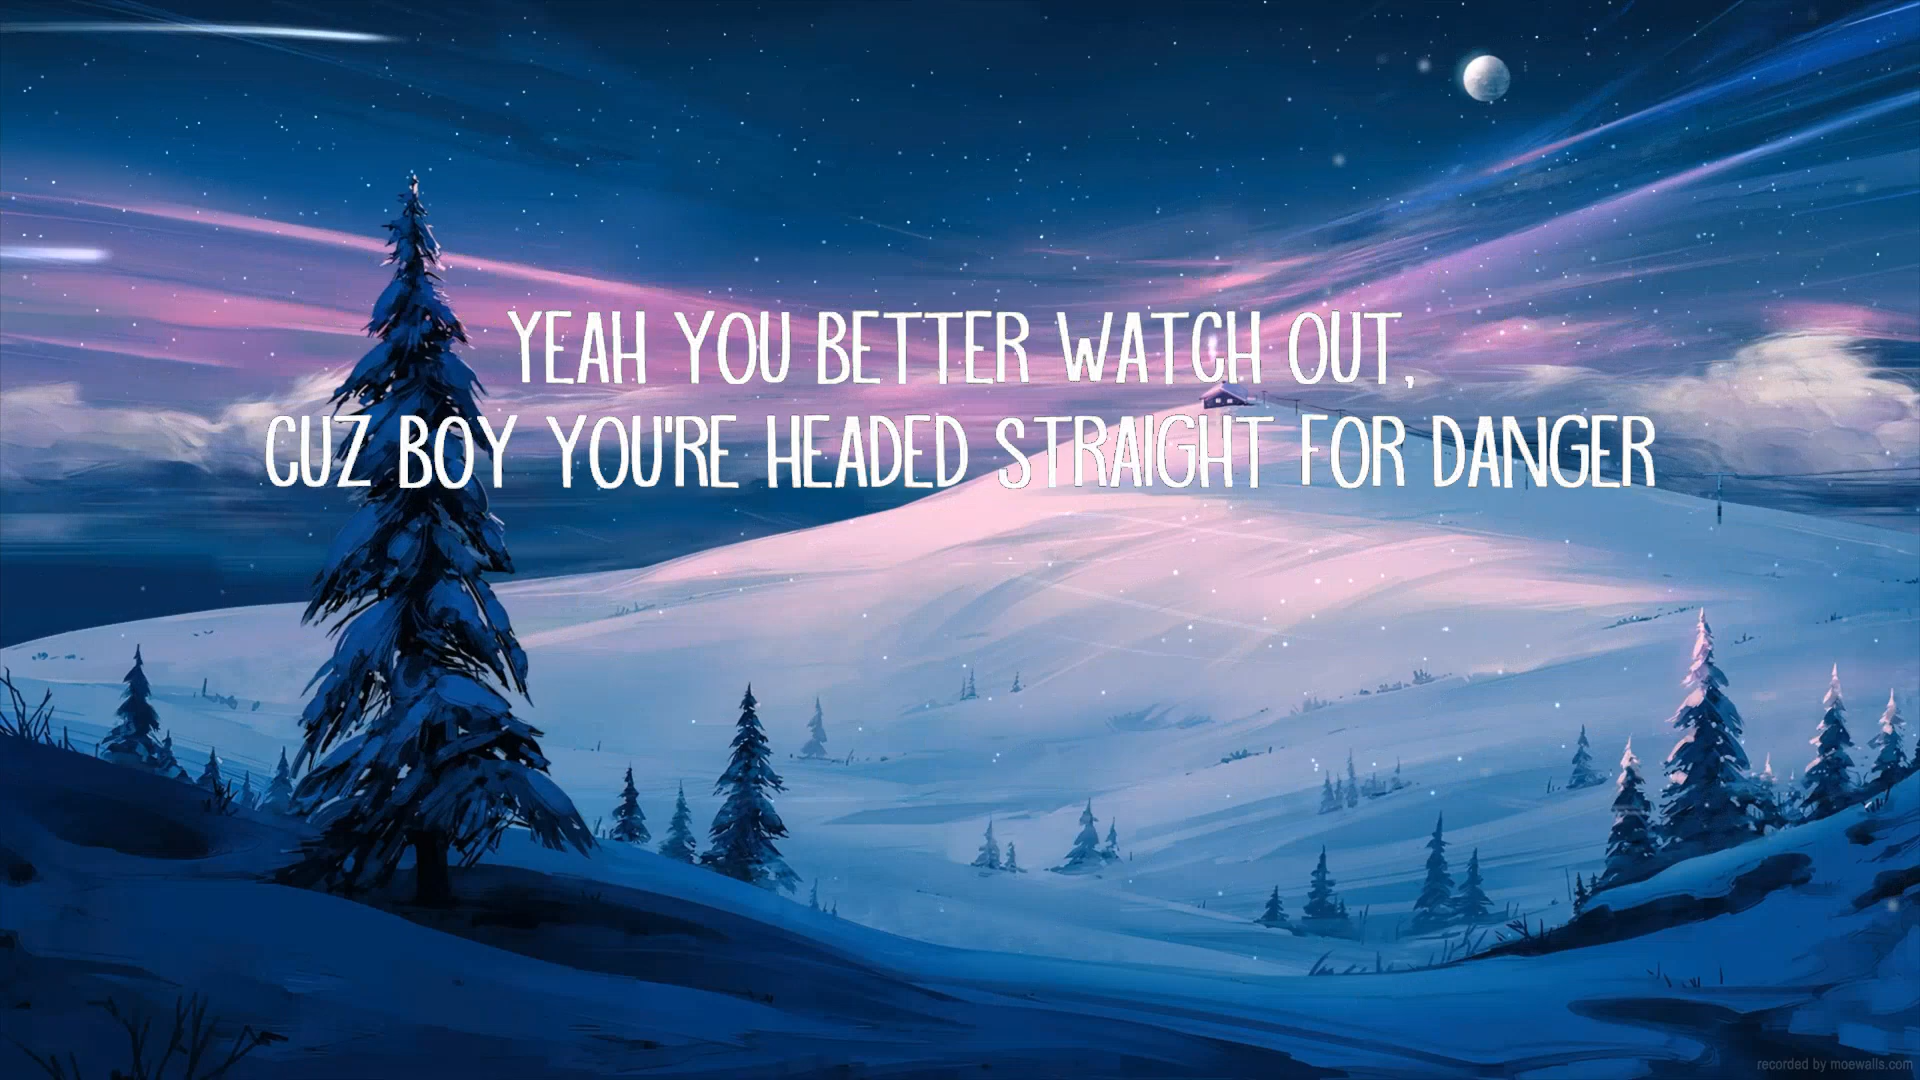 YEAH YOU BETTER WATCH OUT,
CUZ BOY YOU'RE HEADED STRAIGHT FOR DANGER
recorded by moewalls.com